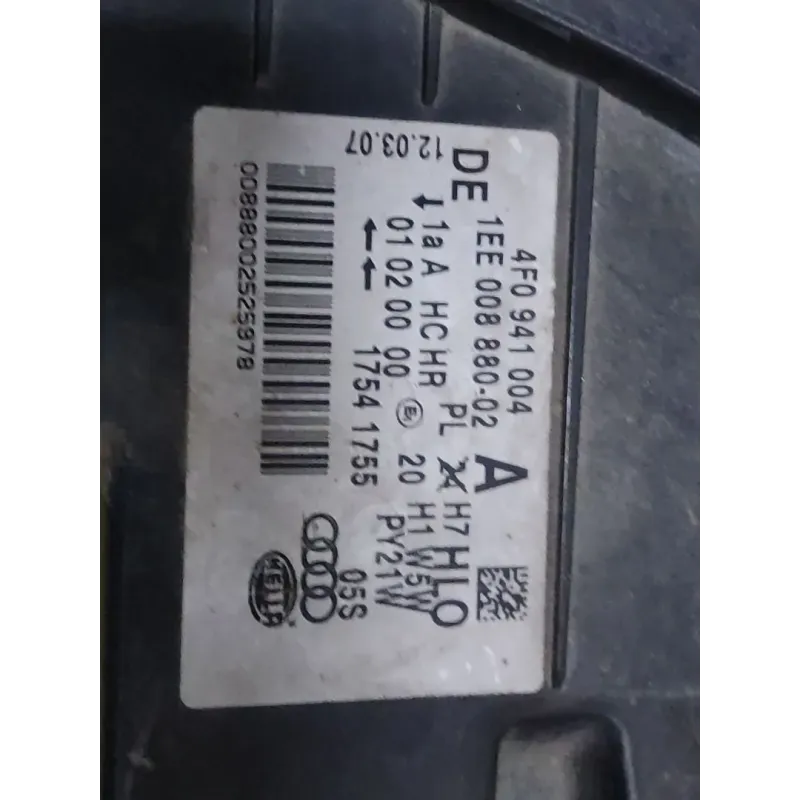 4F0 941 004
1EE 008 880-02
DE
A
HLO
1a A HCHR PL
H7
01 02 00 00
20
H1 W5W
PY21W
1754 1755
05S
HELLA
12.03.07
00888002525978